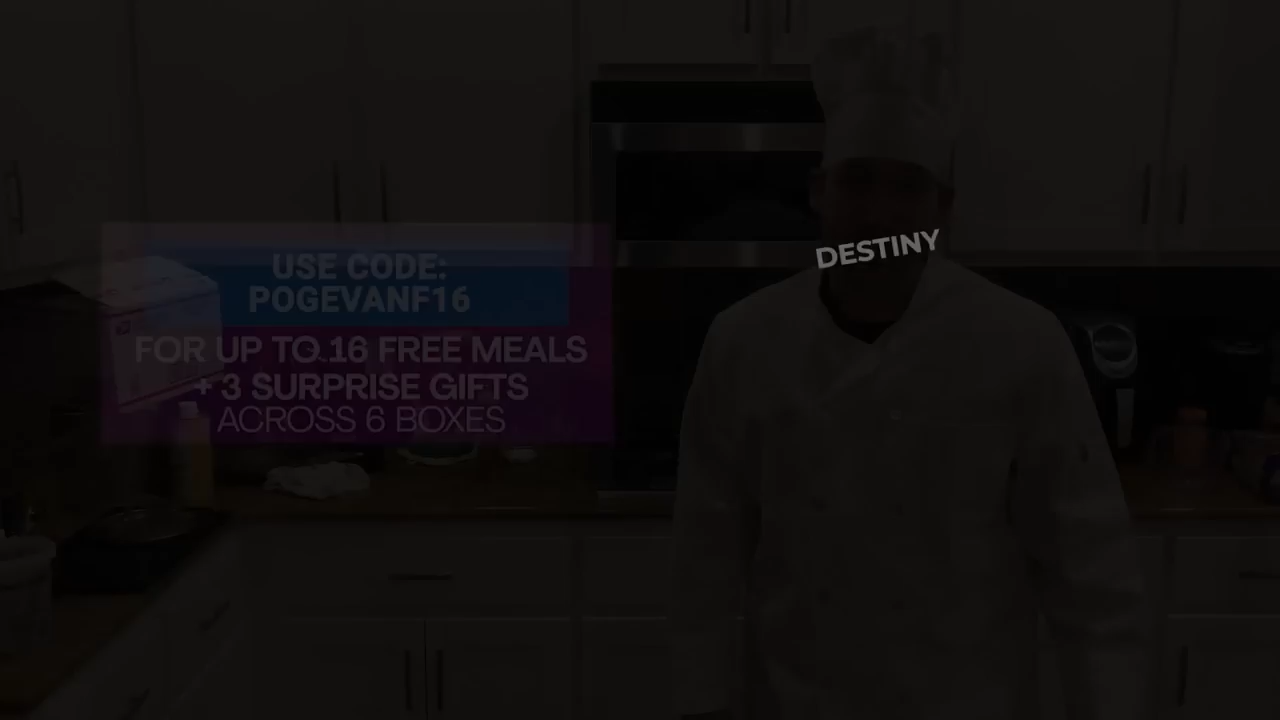 USE CODE:
POGEVANF16
FOR UP TO 16 FREE MEALS
+ 3 SURPRISE GIFTS
ACROSS 6 BOXES
DESTINY